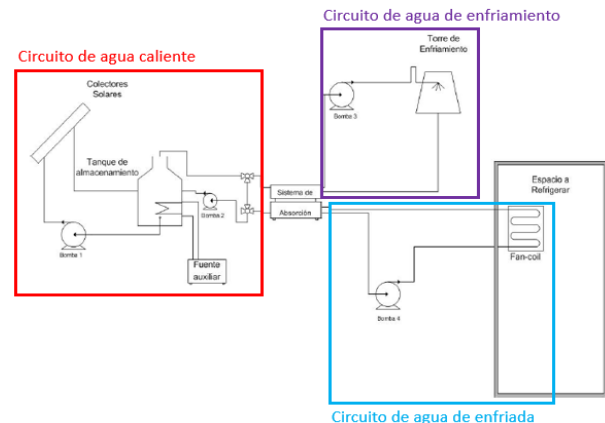 Circuito de agua de enfriamiento
Circuito de agua caliente
Torre de
Enfriamiento
Colectores
Solares
Bomba 3
Tanque de
almacenamiento
Espacio a
Refrigerar
Sistema de
Absorción
Bomba 2
Fan-coil
Bomba 1
Fuente
auxiliar
Bomba 4
Circuito de agua de enfriada